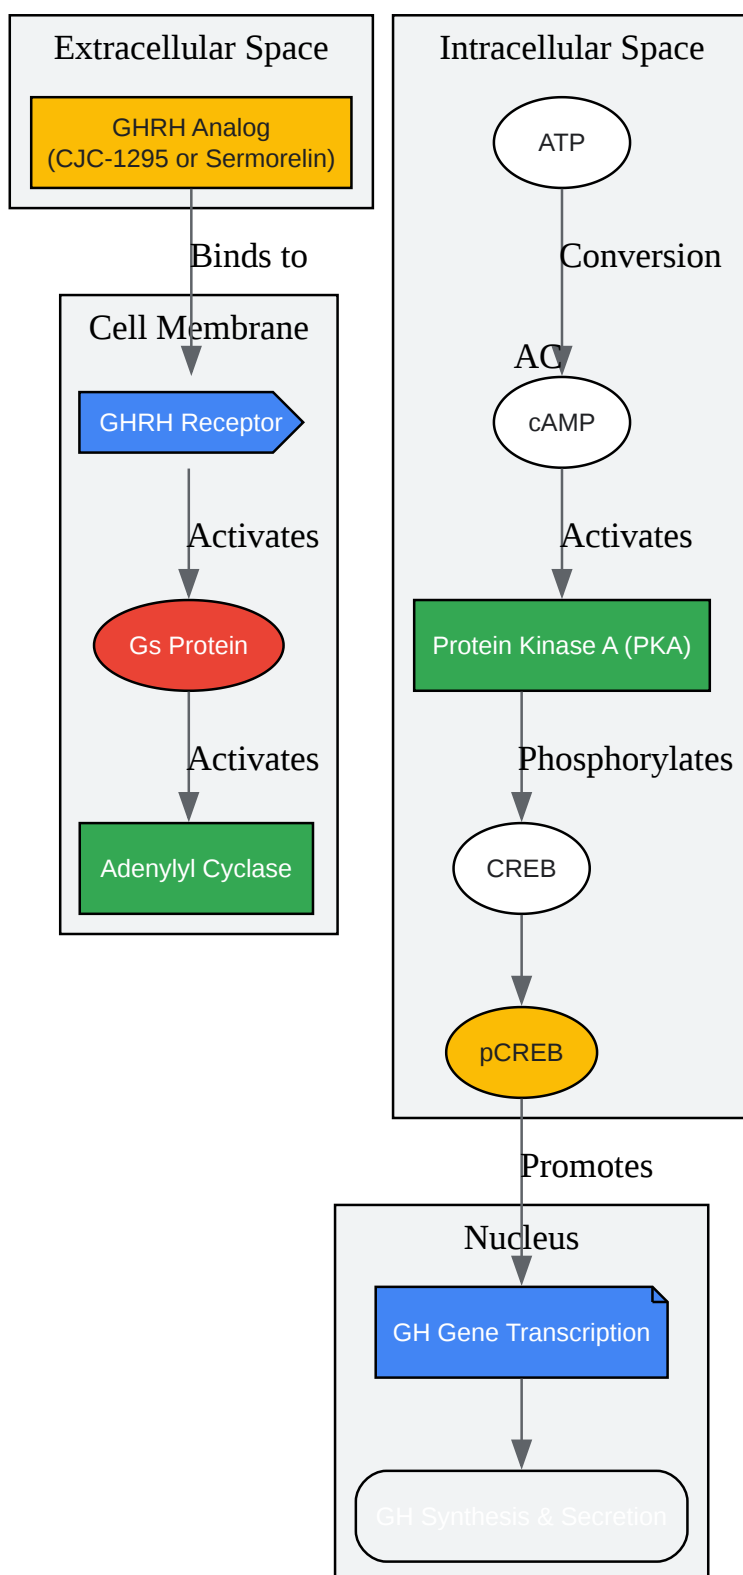 Extracellular Space
GHRH Analog
(CJC-1295 or Sermorelin)
Binds to
Cell Membrane
GHRH Receptor
Activates
Gs Protein
Activates
Adenylyl Cyclase
Intracellular Space
ATP
Conversion
AC
cAMP
Activates
Protein Kinase A (PKA)
Phosphorylates
CREB
pCREB
Promotes
Nucleus
GH Gene Transcription
GH Synthesis & Secretion